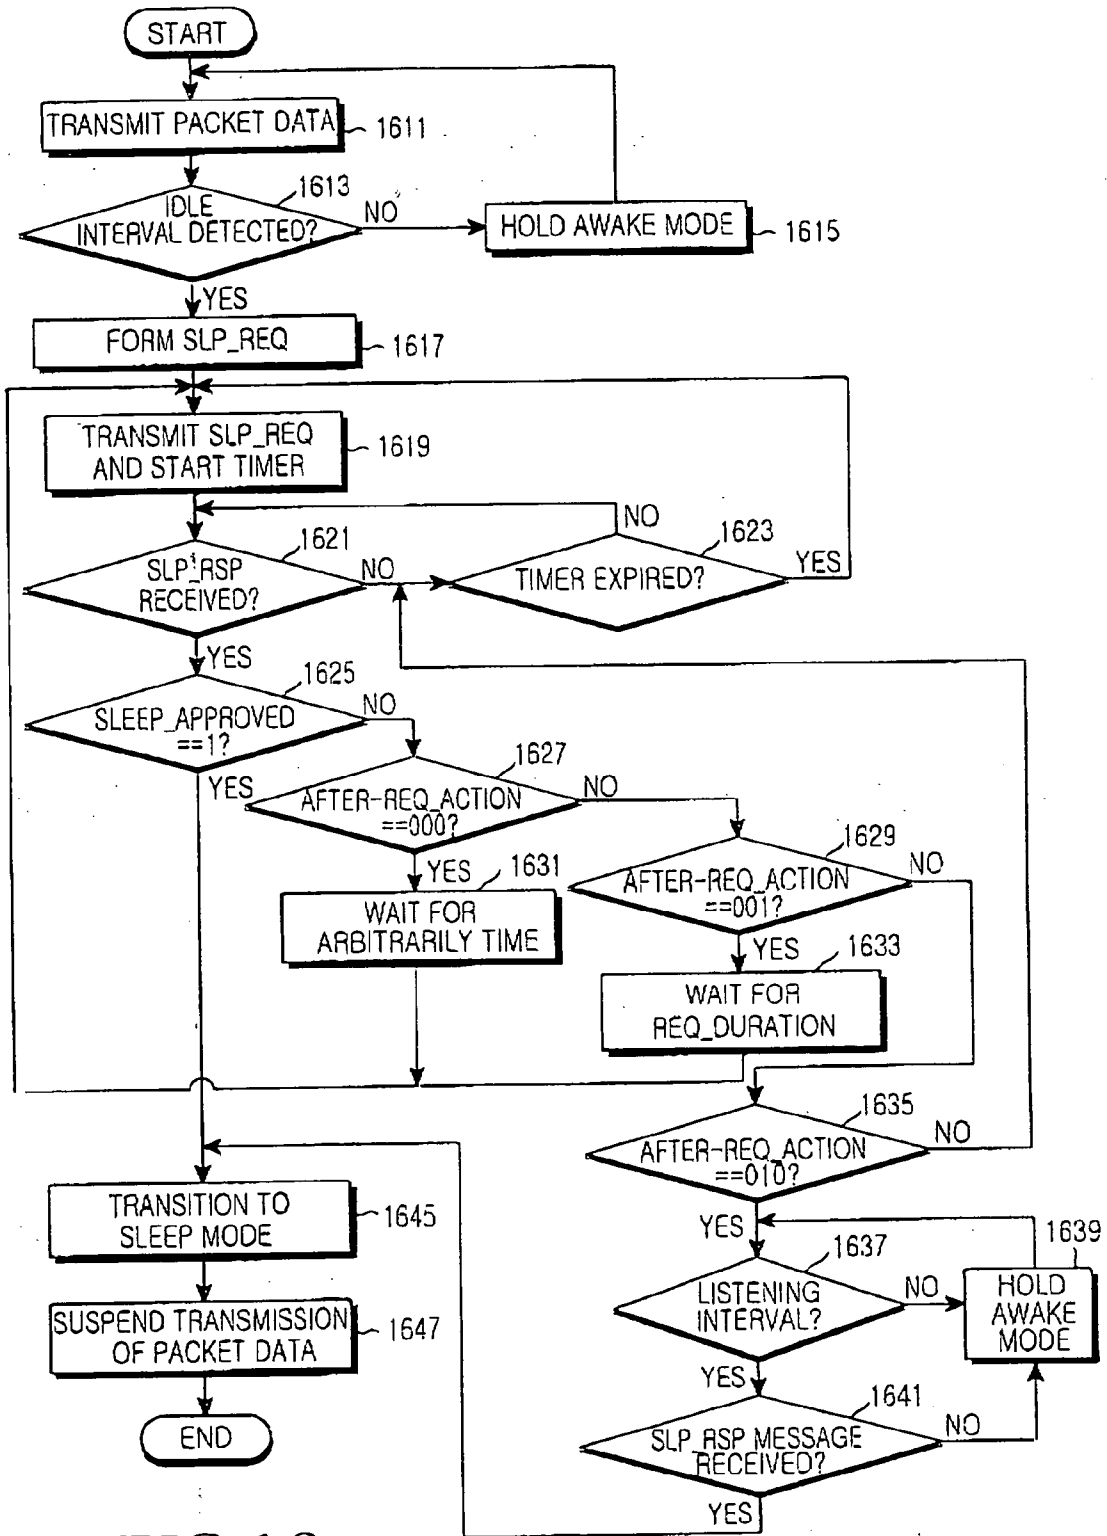 START
TRANSMIT PACKET DATA
1611
1613
IDLE
INTERVAL DETECTED?
NO
HOLD AWAKE MODE
1615
YES
FORM SLP_REQ
1617
TRANSMIT SLP_REQ
AND START TIMER
1619
NO
1621
1623
SLP_RSP
RECEIVED?
NO
TIMER EXPIRED?
YES
YES
1625
SLEEP_APPROVED
==1?
NO
YES
1627
AFTER-REQ_ACTION
==000?
NO
1629
YES
1631
AFTER-REQ_ACTION
==001?
NO
WAIT FOR
ARBITRARILY TIME
YES
1633
WAIT FOR
REQ_DURATION
1635
AFTER-REQ_ACTION
==010?
NO
TRANSITION TO
SLEEP MODE
1645
YES
1637
1639
LISTENING
INTERVAL?
NO
HOLD
AWAKE
MODE
SUSPEND TRANSMISSION
OF PACKET DATA
1647
YES
1641
END
SLP_RSP MESSAGE
RECEIVED?
NO
YES